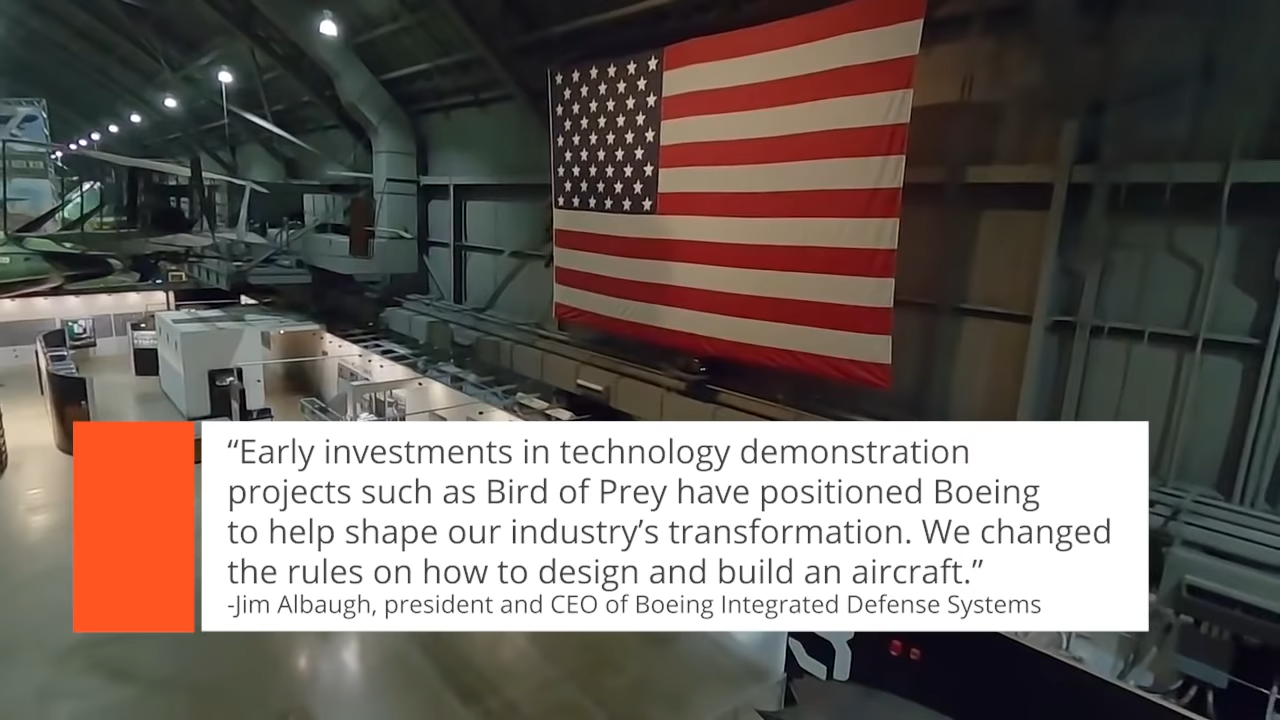 “Early investments in technology demonstration
projects such as Bird of Prey have positioned Boeing
to help shape our industry’s transformation. We changed
the rules on how to design and build an aircraft.”
-Jim Albaugh, president and CEO of Boeing Integrated Defense Systems